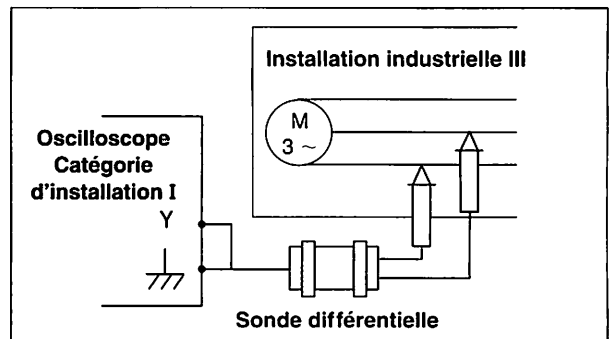 Installation industrielle III
M
3 ~
Oscilloscope
Catégorie
d'installation I
Y
Sonde différentielle